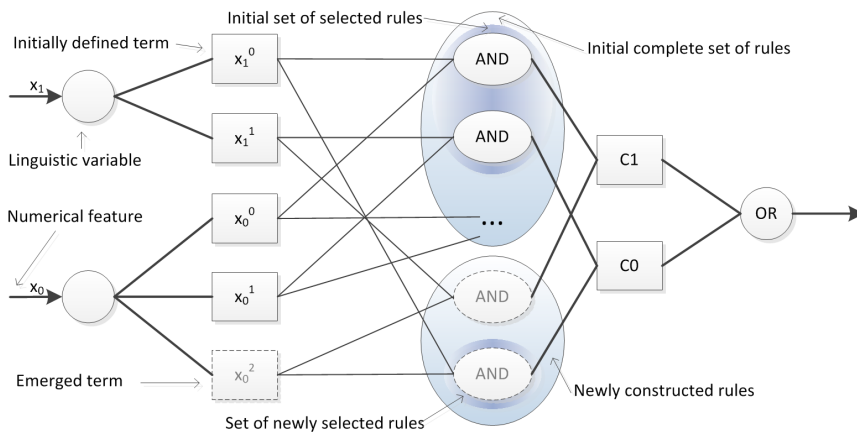 Initial set of selected rules
Initially defined term
x₁⁰
AND
Initial complete set of rules
x₁
x₁¹
AND
C1
Linguistic variable
x₀⁰
Numerical feature
...
OR
x₀
x₀¹
AND
C0
Emerged term
x₀²
AND
Newly constructed rules
Set of newly selected rules